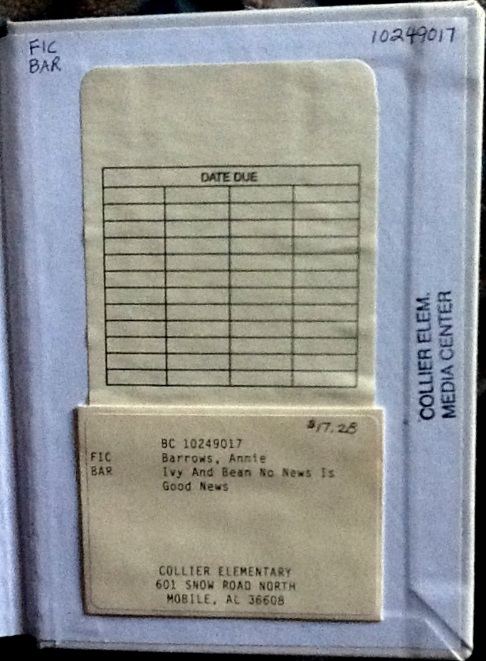 FIC
BAR
10249017
DATE DUE
COLLIER ELEM.
MEDIA CENTER
$17.28
BC 10249017
FIC Barrows, Annie
BAR Ivy And Bean No News Is
Good News
COLLIER ELEMENTARY
601 SNOW ROAD NORTH
MOBILE, AL 36608